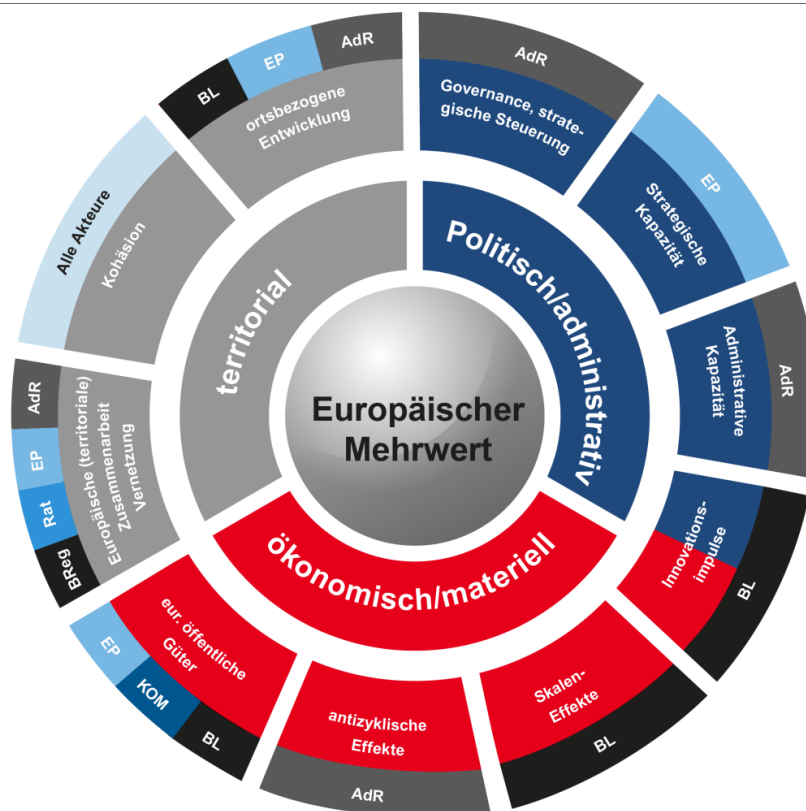 Europäischer
Mehrwert
territorial
Politisch/administrativ
ökonomisch/materiell
AdR
Governance, strate-
gische Steuerung
EP
Strategische
Kapazität
AdR
Administrative
Kapazität
BL
Innovations-
impulse
BL
Skalen-
Effekte
AdR
antizyklische
Effekte
EP
KOM
BL
eur. öffentliche
Güter
AdR
EP
Rat
BReg
Europäische (territoriale)
Zusammenarbeit
Vernetzung
Alle Akteure
Kohäsion
BL
EP
AdR
ortsbezogene
Entwicklung